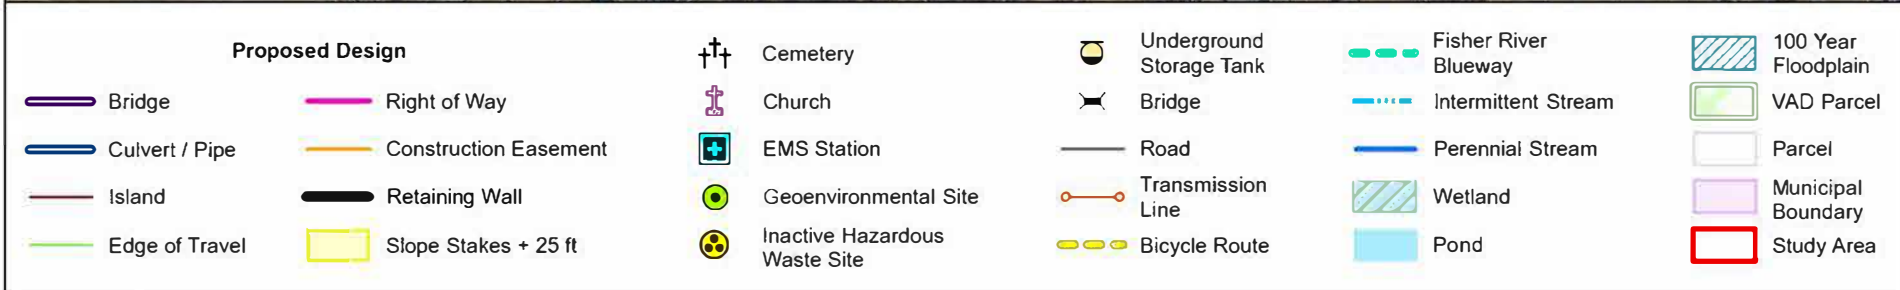 Proposed Design
Bridge
Culvert / Pipe
Island
Edge of Travel
Right of Way
Construction Easement
Retaining Wall
Slope Stakes + 25 ft
Cemetery
Church
EMS Station
Geoenvironmental Site
Inactive Hazardous
Waste Site
Underground
Storage Tank
Bridge
Road
Transmission
Line
Bicycle Route
Fisher River
Blueway
Intermittent Stream
Perennial Stream
Wetland
Pond
100 Year
Floodplain
VAD Parcel
Parcel
Municipal
Boundary
Study Area